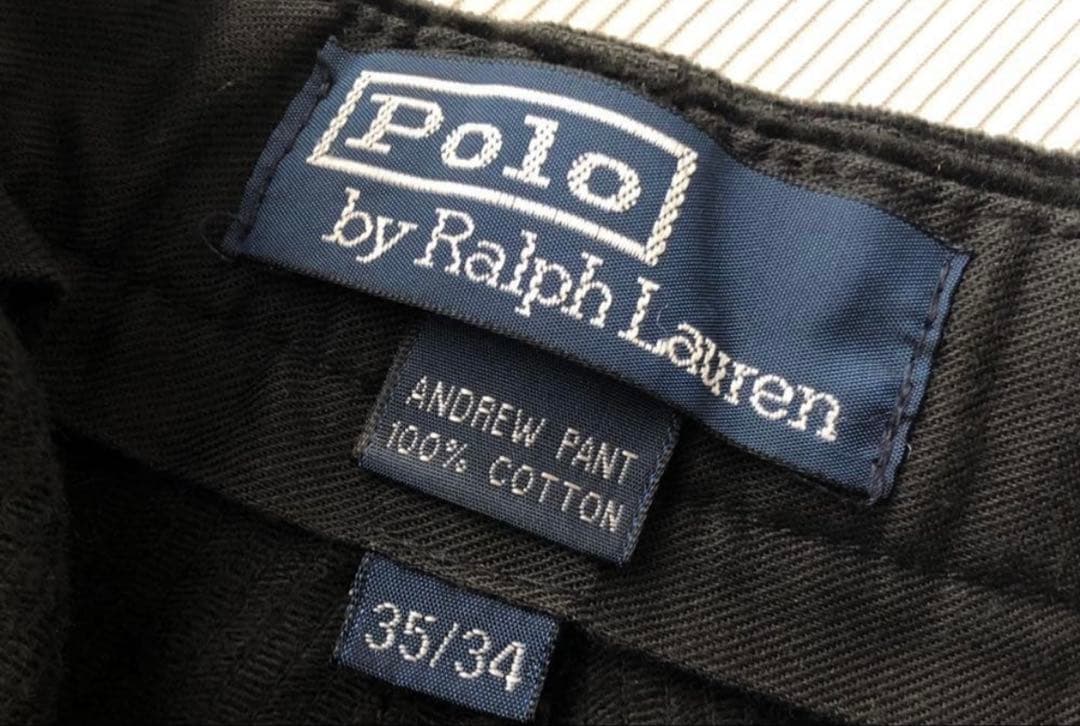 Polo
by Ralph Lauren
ANDREW PANT
100% COTTON
35/34